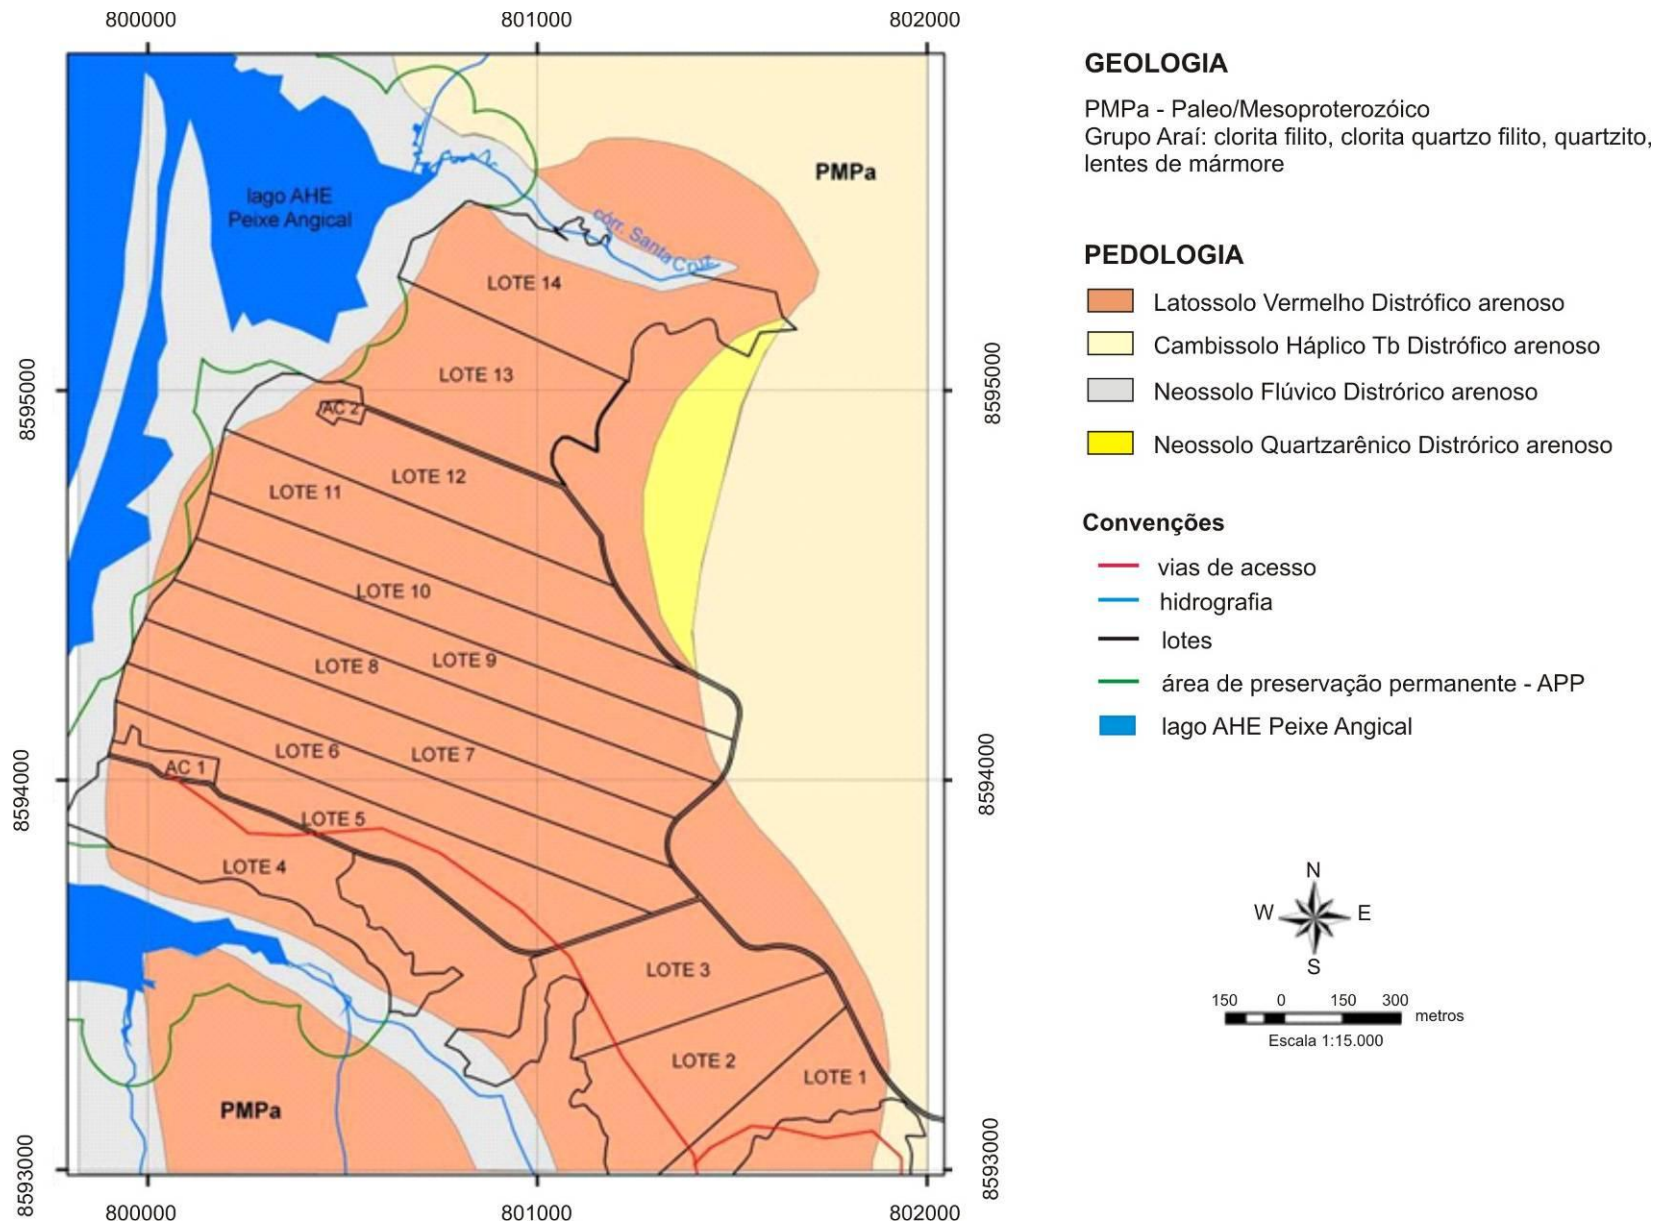 800000
801000
802000
8595000
8594000
8593000
lago AHE
Peixe Angical
PMPa
córr. Santa Cruz
LOTE 14
LOTE 13
AC 2
LOTE 12
LOTE 11
LOTE 10
LOTE 9
LOTE 8
LOTE 6
LOTE 7
AC 1
LOTE 5
LOTE 4
LOTE 3
LOTE 2
LOTE 1
PMPa
8595000
8594000
8593000
800000
801000
802000
GEOLOGIA
PMPa - Paleo/Mesoproterozóico
Grupo Araí: clorita filito, clorita quartzo filito, quartzito,
lentes de mármore
PEDOLOGIA
Latossolo Vermelho Distrófico arenoso
Cambissolo Háplico Tb Distrófico arenoso
Neossolo Flúvico Distrórico arenoso
Neossolo Quartzarênico Distrórico arenoso
Convenções
vias de acesso
hidrografia
lotes
área de preservação permanente - APP
lago AHE Peixe Angical
N
W
E
S
150 0 150 300
metros
Escala 1:15.000